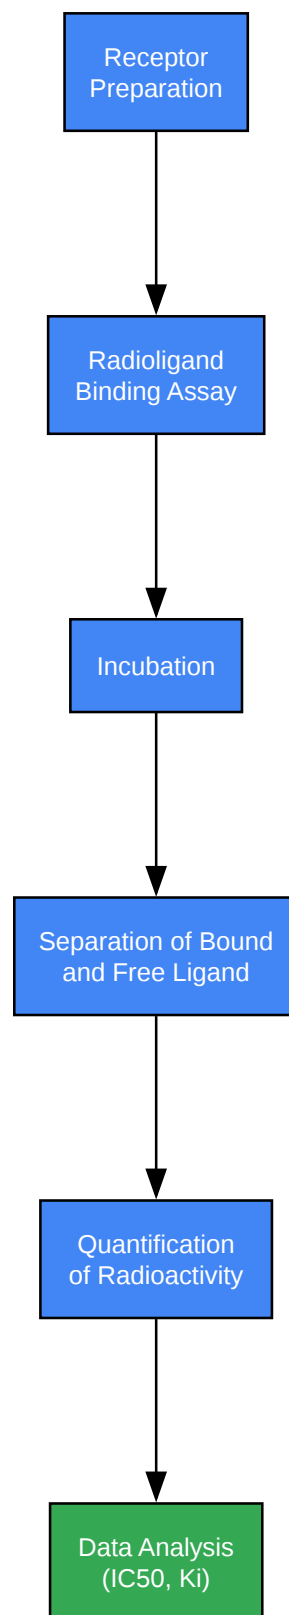 Receptor
Preparation
Radioligand
Binding Assay
Incubation
Separation of Bound
and Free Ligand
Quantification
of Radioactivity
Data Analysis
(IC50, Ki)